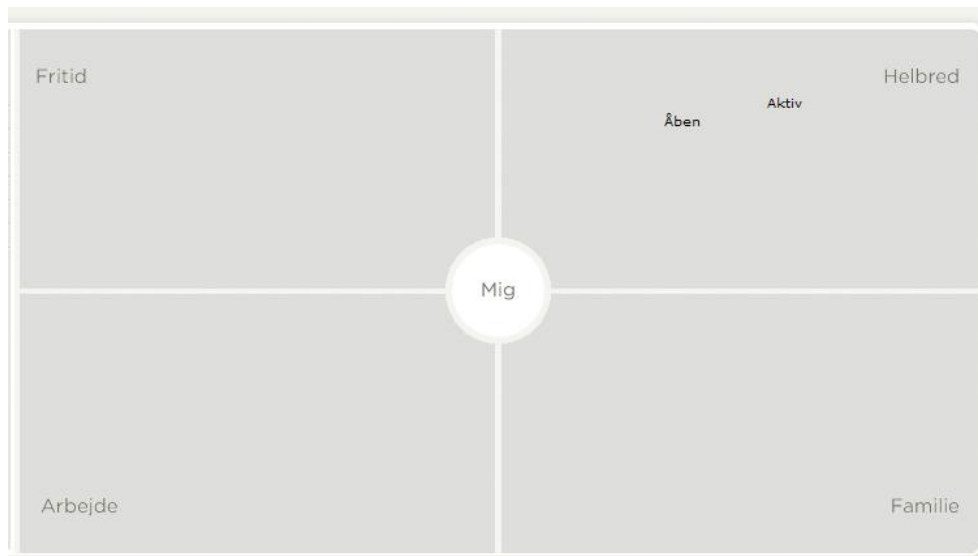 Fritid
Helbred
Aktiv
Åben
Mig
Arbejde
Familie